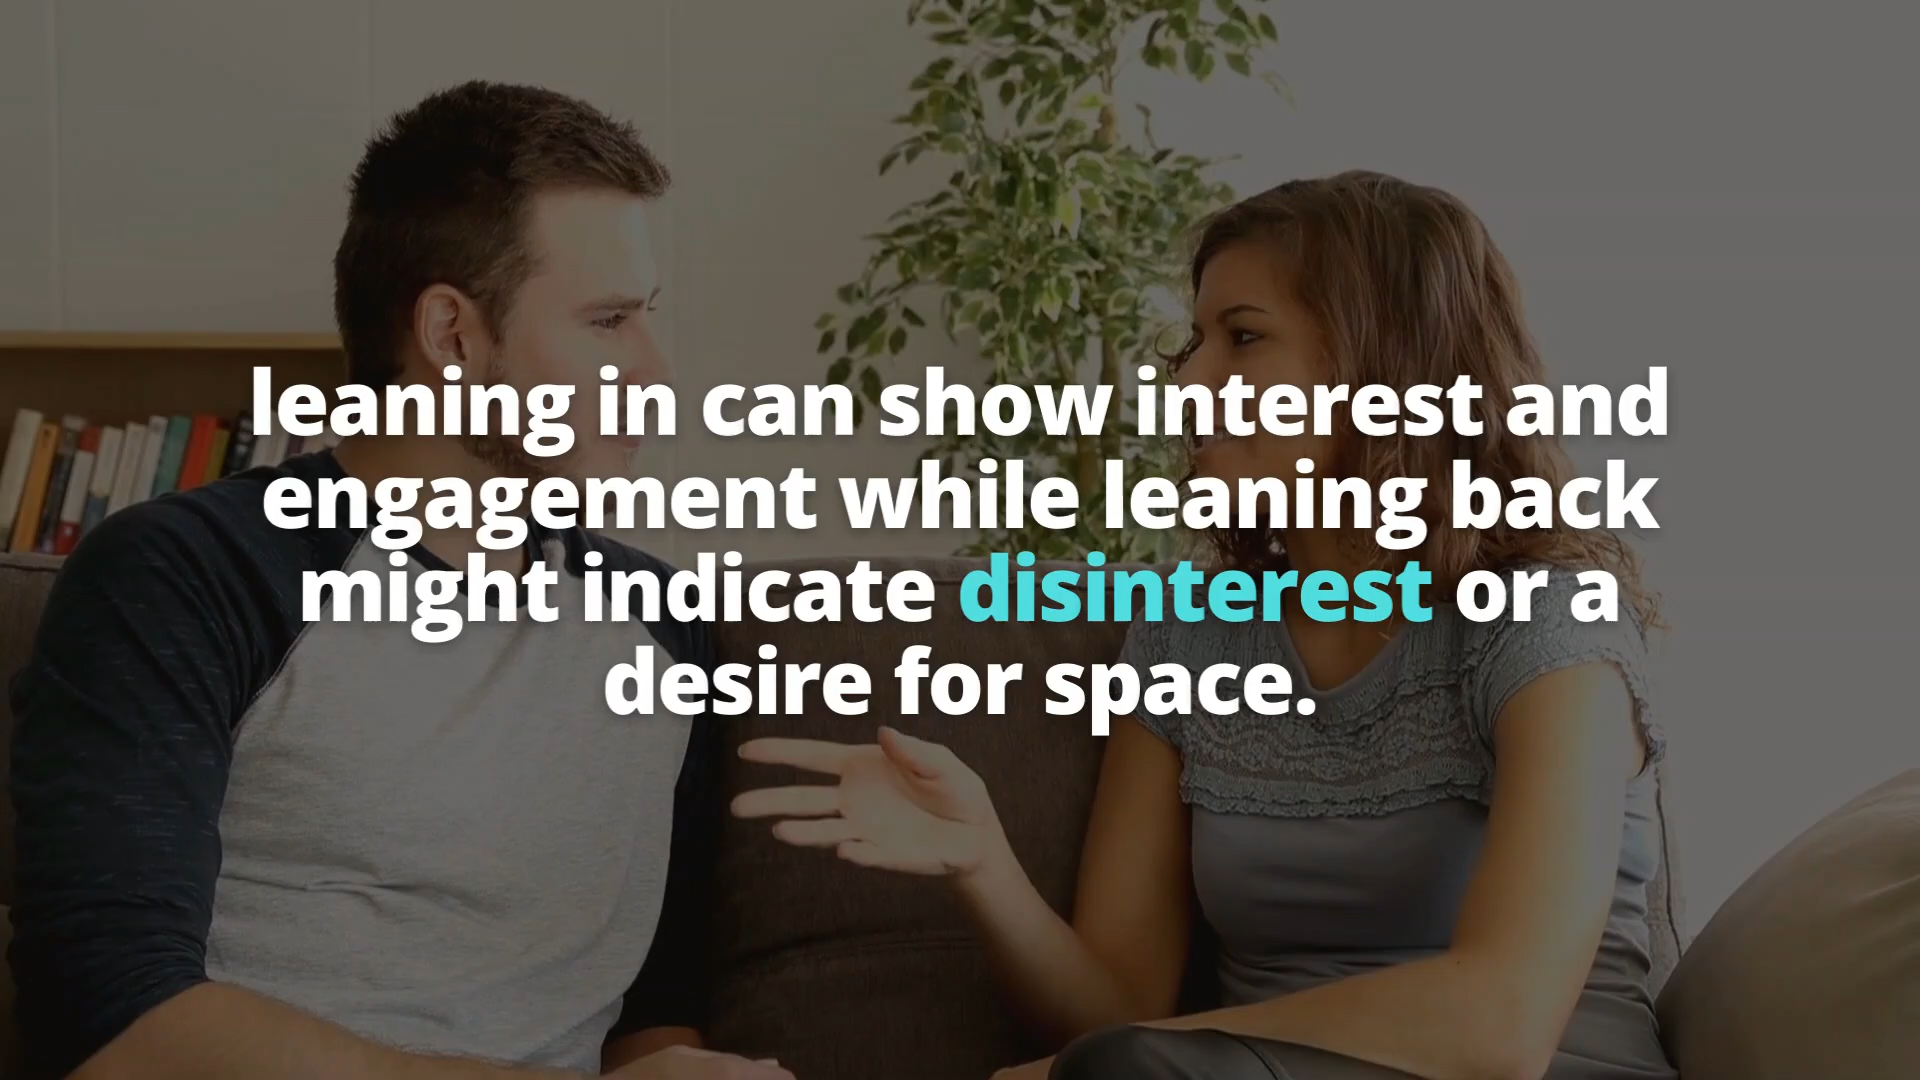 leaning in can show interest and
engagement while leaning back
might indicate disinterest or a
desire for space.